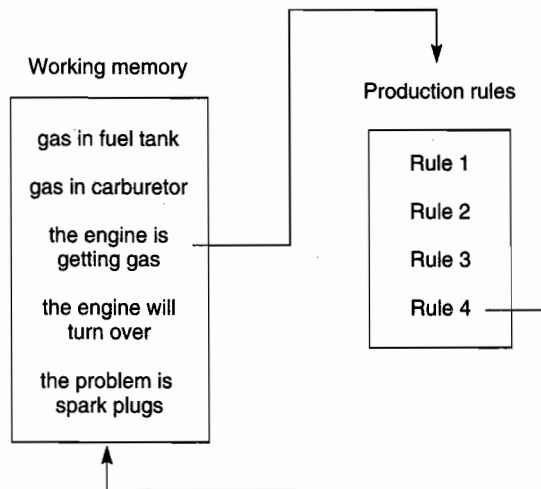 Working memory
gas in fuel tank
gas in carburetor
the engine is
getting gas
the engine will
turn over
the problem is
spark plugs
Production rules
Rule 1
Rule 2
Rule 3
Rule 4